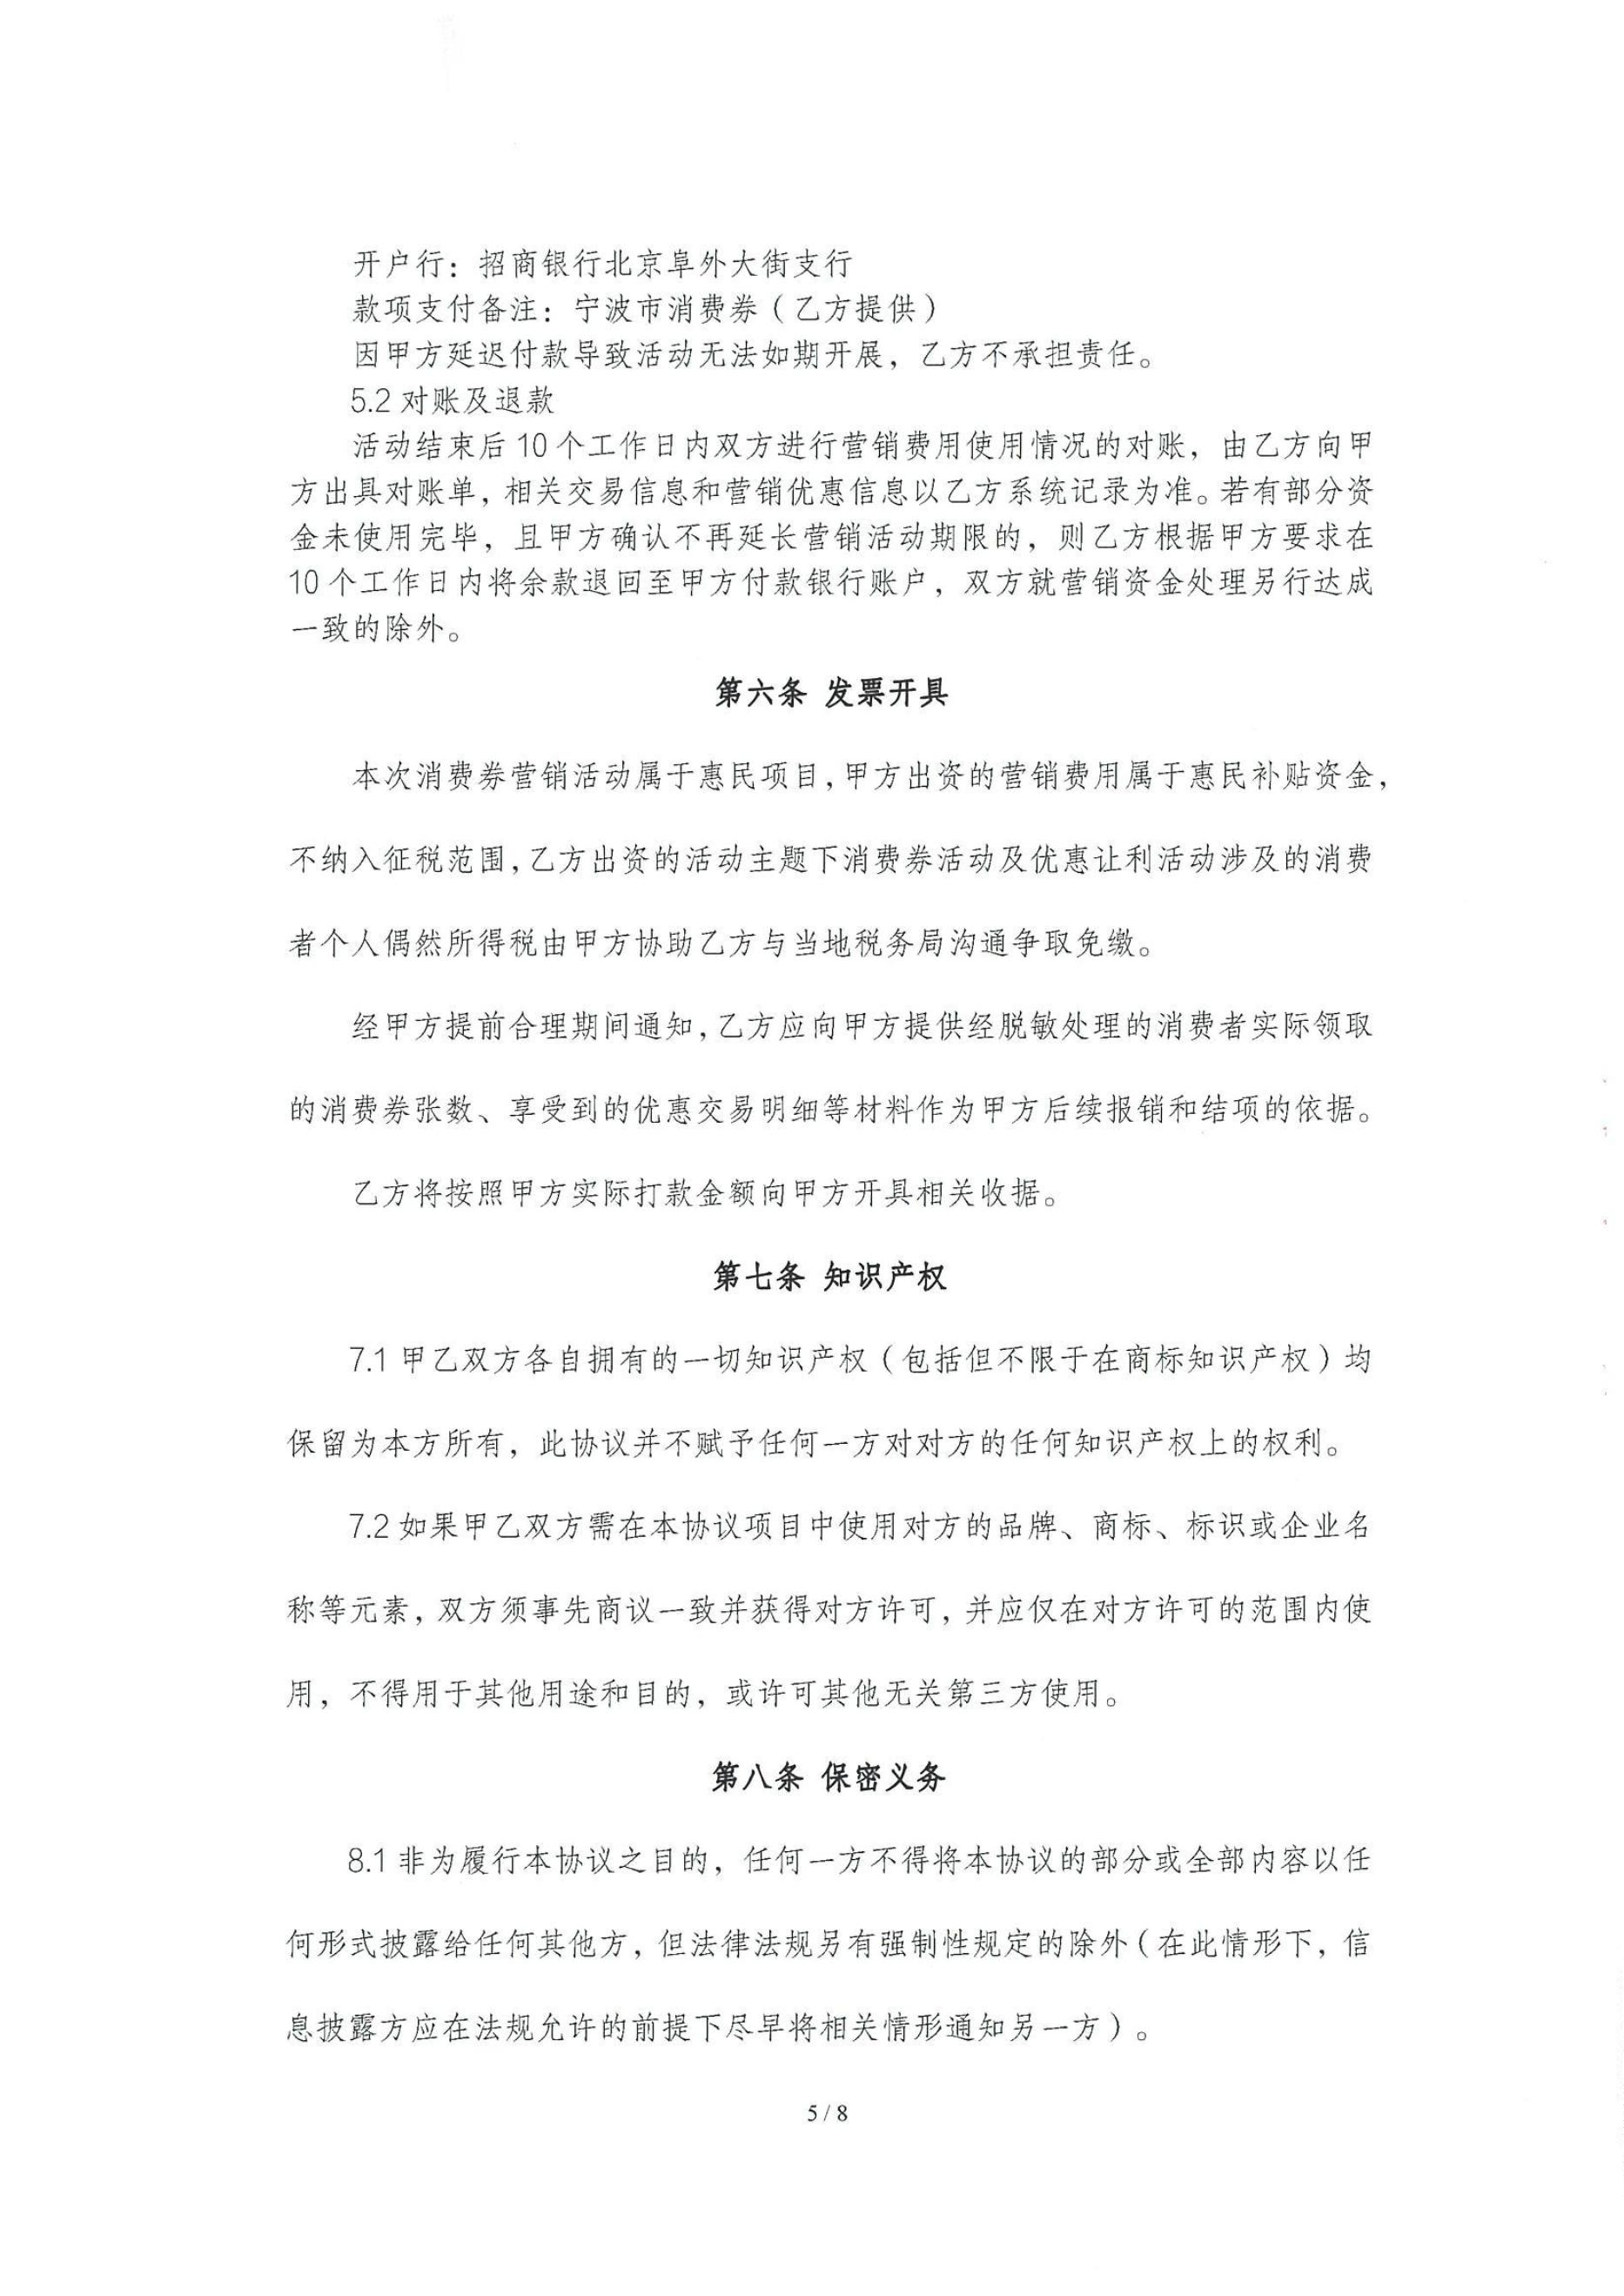 开户行：招商银行北京阜外大街支行
款项支付备注：宁波市消费券（乙方提供）
因甲方延迟付款导致活动无法如期开展，乙方不承担责任。
5.2 对账及退款
活动结束后 10 个工作日内双方进行营销费用使用情况的对账，由乙方向甲
方出具对账单，相关交易信息和营销优惠信息以乙方系统记录为准。若有部分资
金未使用完毕，且甲方确认不再延长营销活动期限的，则乙方根据甲方要求在
10 个工作日内将余款退回至甲方付款银行账户，双方就营销资金处理另行达成
一致的除外。
第六条 发票开具
本次消费券营销活动属于惠民项目，甲方出资的营销费用属于惠民补贴资金，
不纳入征税范围，乙方出资的活动主题下消费券活动及优惠让利活动涉及的消费
者个人偶然所得税由甲方协助乙方与当地税务局沟通争取免缴。
经甲方提前合理期间通知，乙方应向甲方提供经脱敏处理的消费者实际领取
的消费券张数、享受到的优惠交易明细等材料作为甲方后续报销和结项的依据。
乙方将按照甲方实际打款金额向甲方开具相关收据。
第七条 知识产权
7.1 甲乙双方各自拥有的一切知识产权（包括但不限于在商标知识产权）均
保留为本方所有，此协议并不赋予任何一方对对方的任何知识产权上的权利。
7.2 如果甲乙双方需在本协议项目中使用对方的品牌、商标、标识或企业名
称等元素，双方须事先商议一致并获得对方许可，并应仅在对方许可的范围内使
用，不得用于其他用途和目的，或许可其他无关第三方使用。
第八条 保密义务
8.1 非为履行本协议之目的，任何一方不得将本协议的部分或全部内容以任
何形式披露给任何其他方，但法律法规另有强制性规定的除外（在此情形下，信
息披露方应在法规允许的前提下尽早将相关情形通知另一方）。
5 / 8